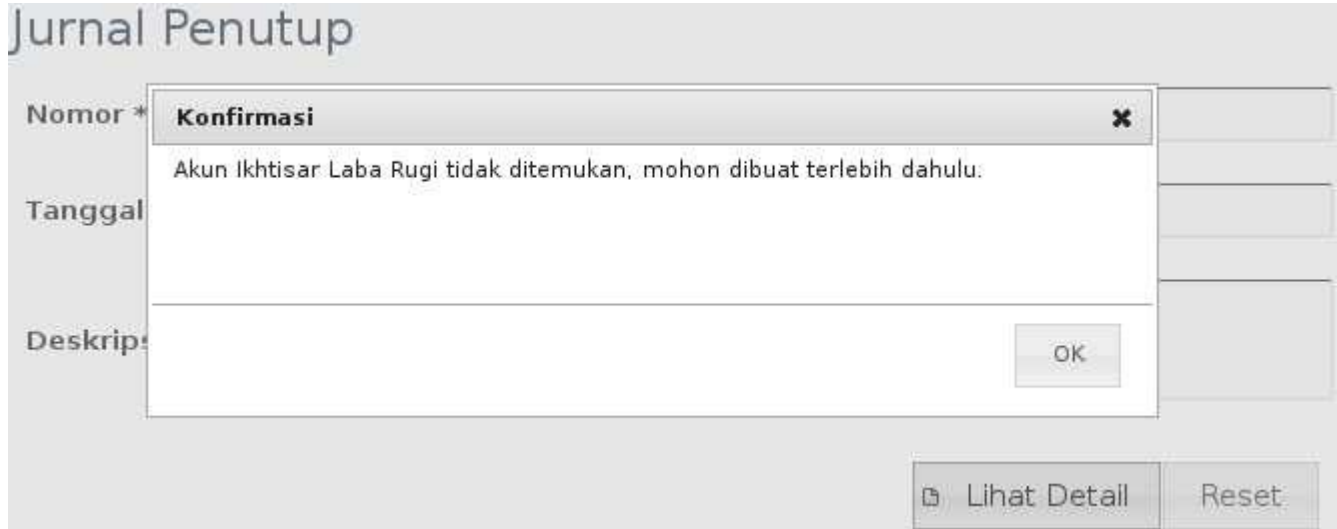 Jurnal Penutup
Nomor *
Konfirmasi
Akun Ikhtisar Laba Rugi tidak ditemukan, mohon dibuat terlebih dahulu.
Tanggal
Deskrips
OK
Lihat Detail
Reset